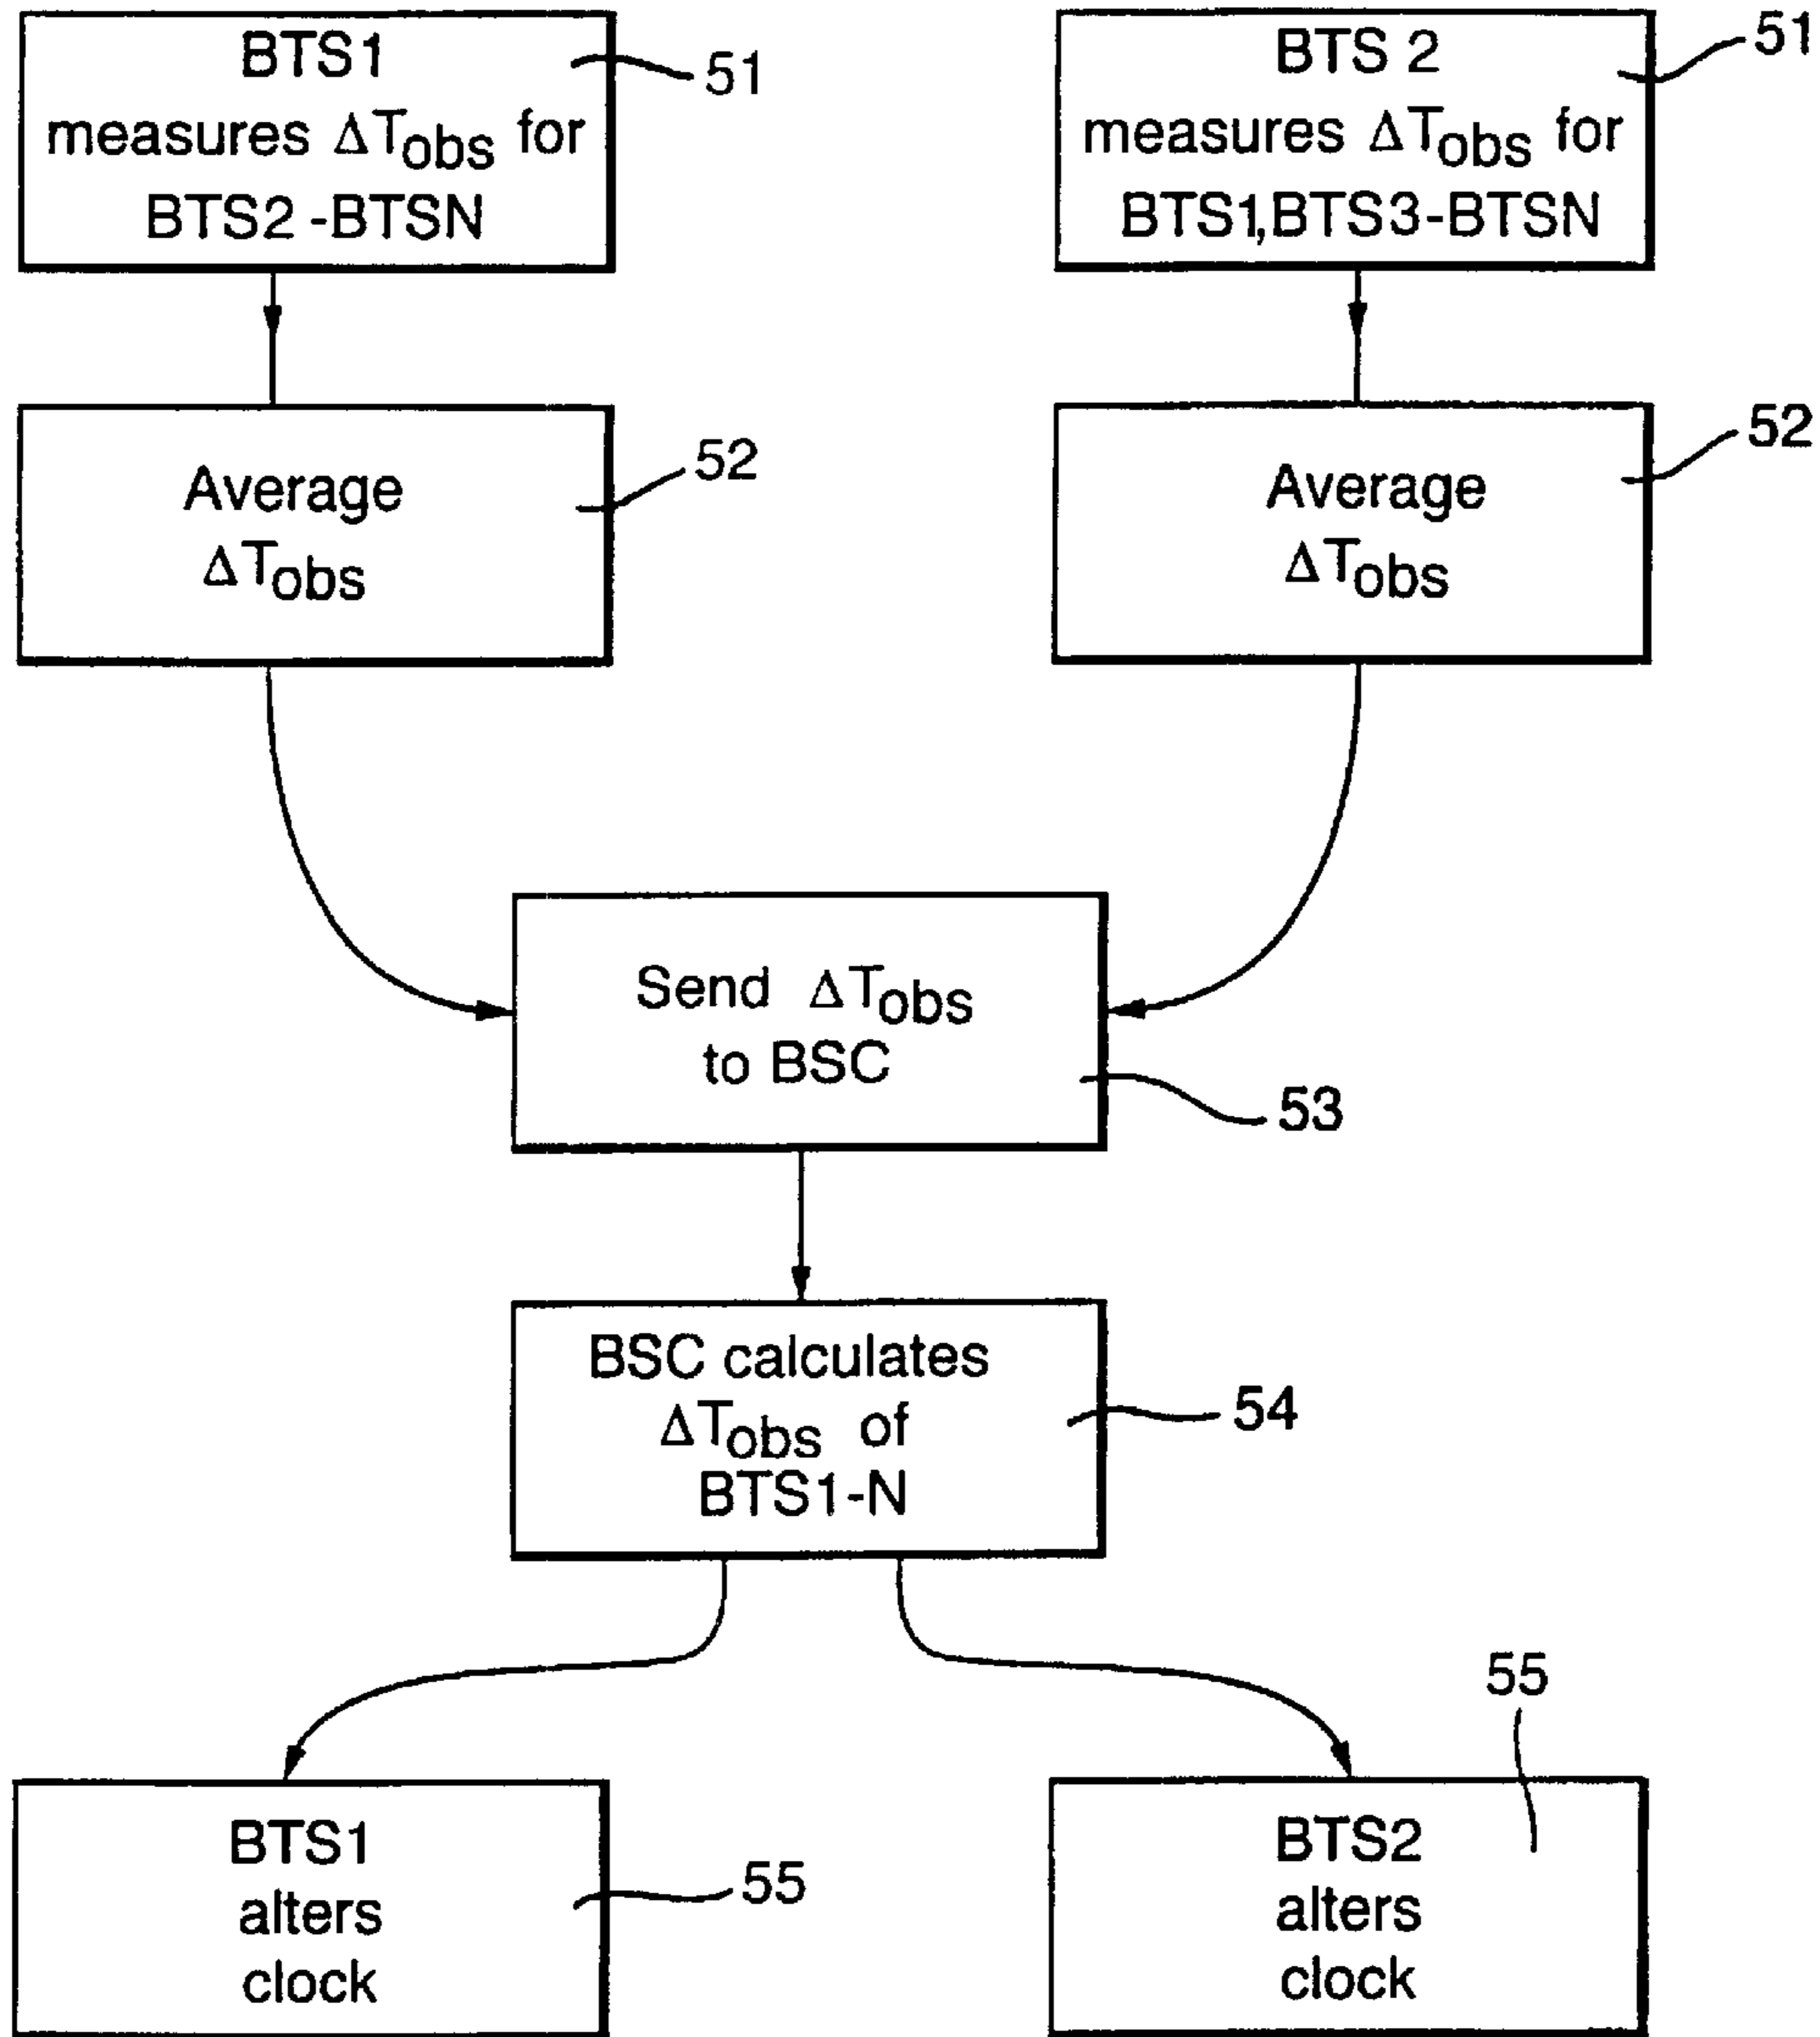 BTS1
measures ΔTobs for
BTS2-BTSN
51
BTS 2
measures ΔTobs for
BTS1,BTS3-BTSN
51
Average
ΔTobs
52
Average
ΔTobs
52
Send ΔTobs
to BSC
53
BSC calculates
ΔTobs of
BTS1-N
54
BTS1
alters
clock
55
BTS2
alters
clock
55